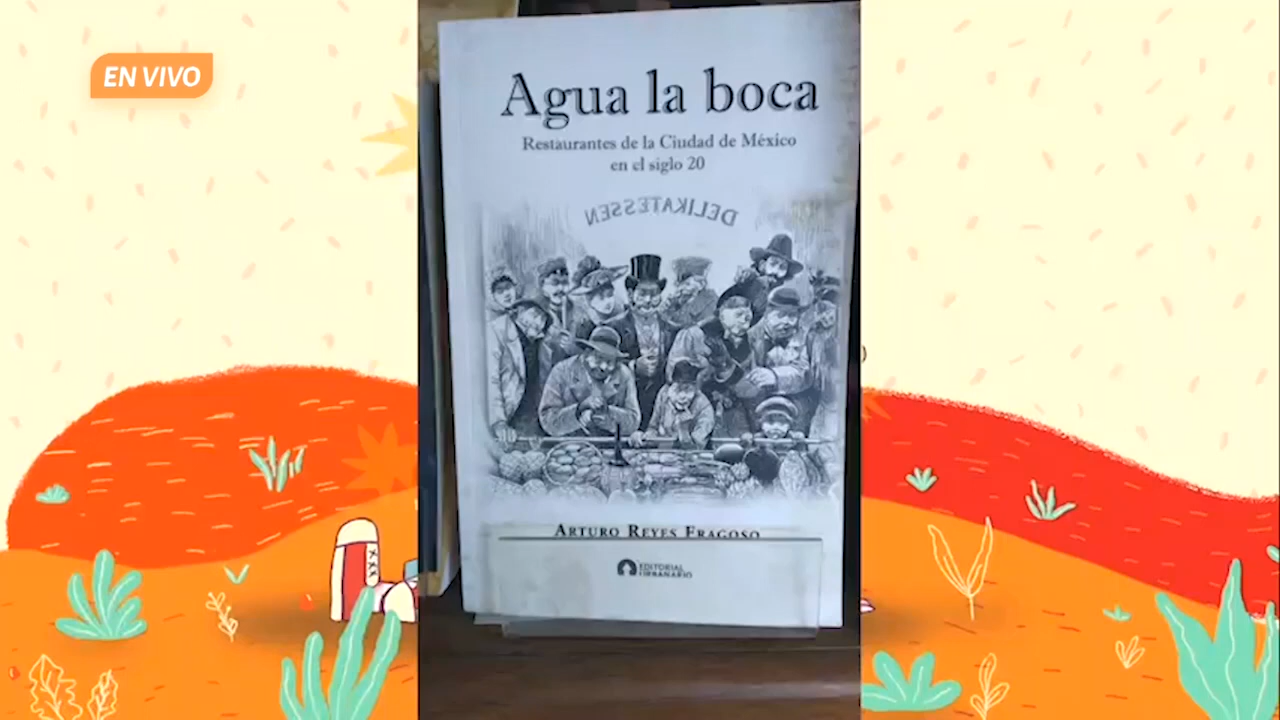 EN VIVO
Agua la boca
Restaurantes de la Ciudad de México
en el siglo 20
DELIKATESSEN
ARTURO REYES FRAGOSO
EDITORIAL
URBANARIO